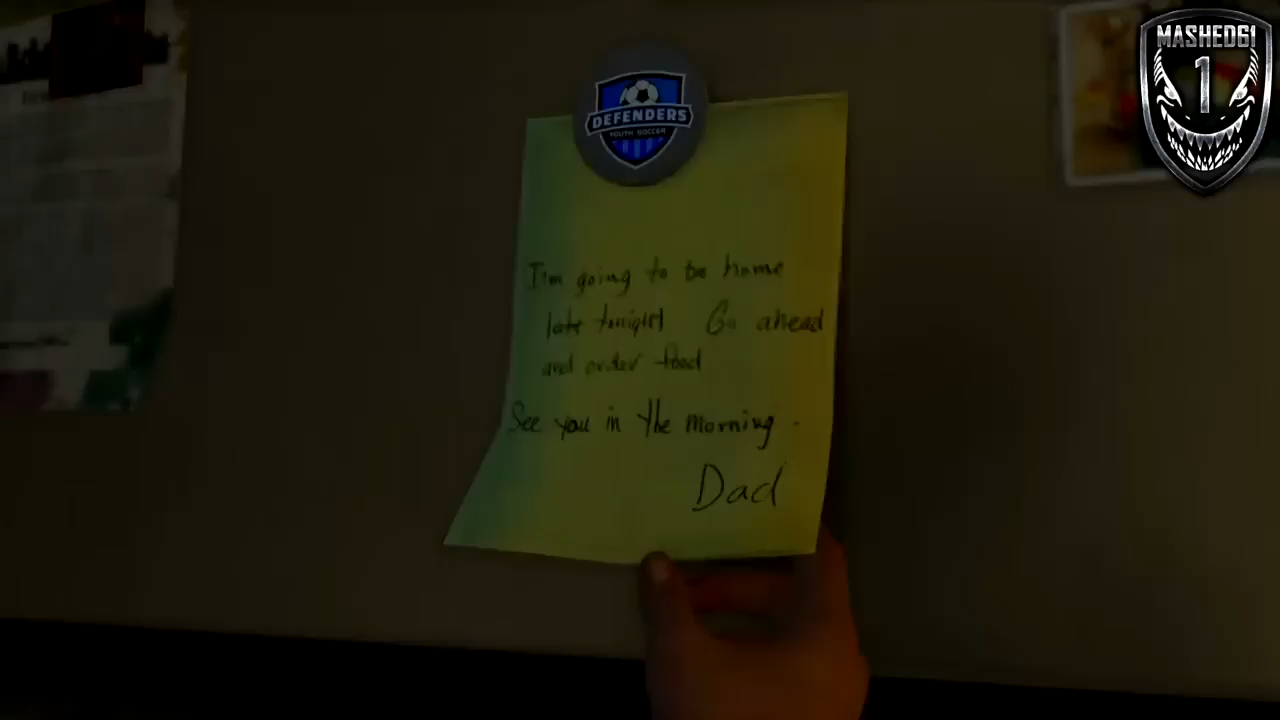 MASHED61
1
DEFENDERS
YOUTH SOCCER
I'm going to be home
late tonight Go ahead
and order food
See you in the morning.
Dad